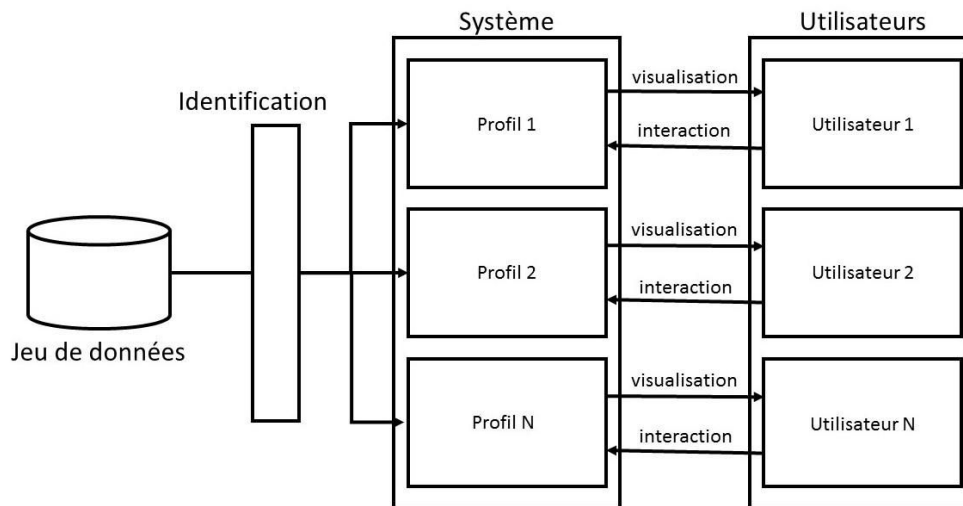 Système
Utilisateurs
Identification
Jeu de données
Profil 1
visualisation
interaction
Utilisateur 1
Profil 2
visualisation
interaction
Utilisateur 2
Profil N
visualisation
interaction
Utilisateur N